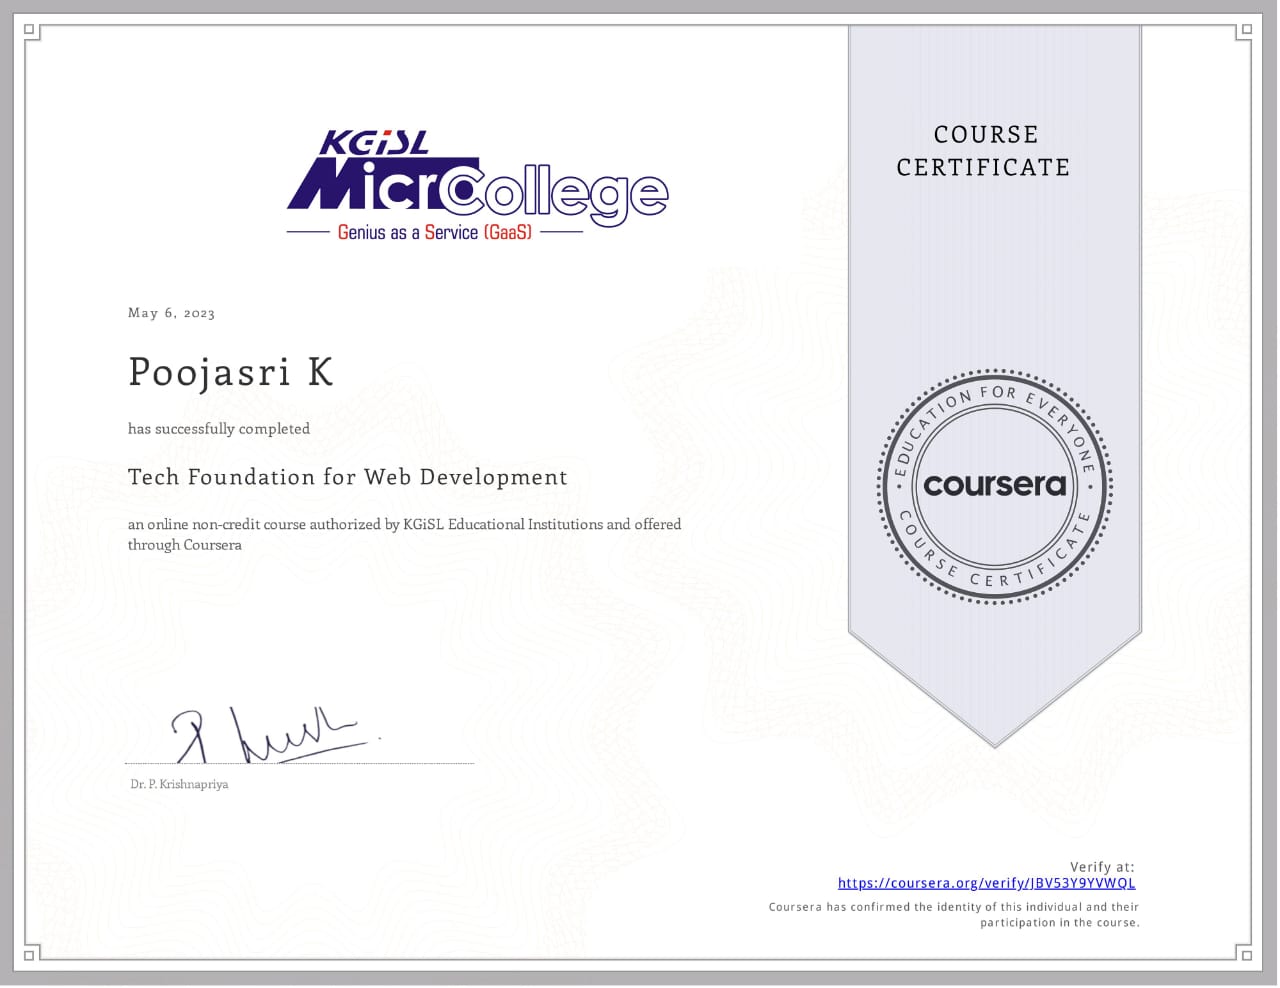 KGiSL
MicroCollege
Genius as a Service (GaaS)
COURSE
CERTIFICATE
May 6, 2023
Poojasri K
has successfully completed
Tech Foundation for Web Development
an online non-credit course authorized by KGiSL Educational Institutions and offered
through Coursera
EDUCATION FOR EVERYONE
coursera
COURSE CERTIFICATE
Dr. P. Krishnapriya
Verify at:
https://coursera.org/verify/JBV53Y9YVWQL
Coursera has confirmed the identity of this individual and their
participation in the course.